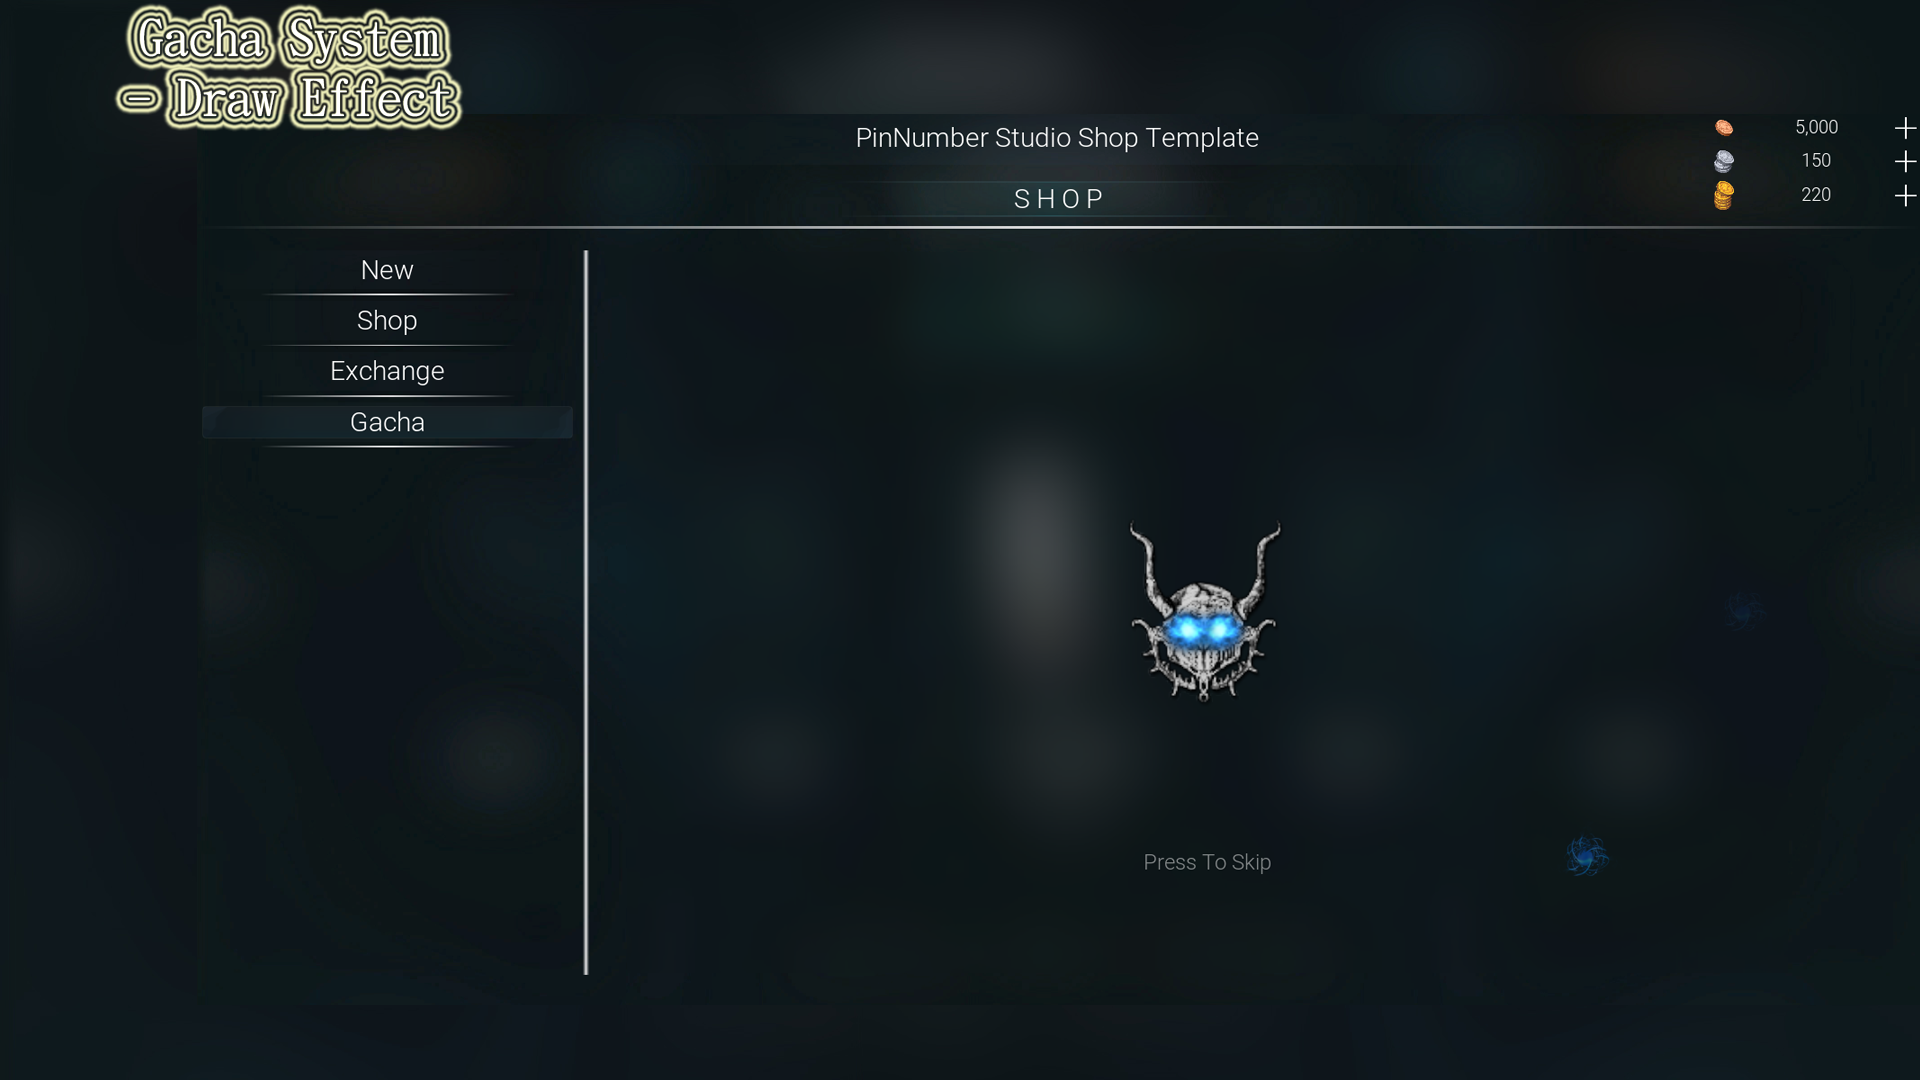 Gacha System
- Draw Effect
PinNumber Studio Shop Template
SHOP
5,000
150
220
New
Shop
Exchange
Gacha
Press To Skip